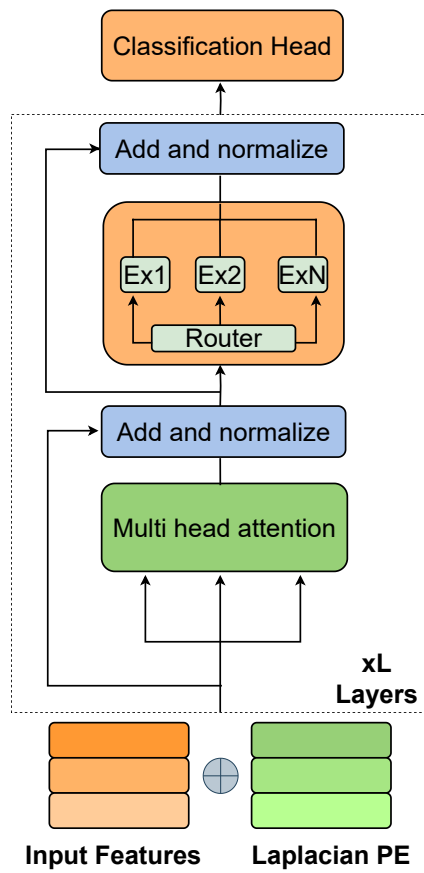 Classification Head
Add and normalize
Ex1 Ex2 ExN
Router
Add and normalize
Multi head attention
xL
Layers
Input Features Laplacian PE